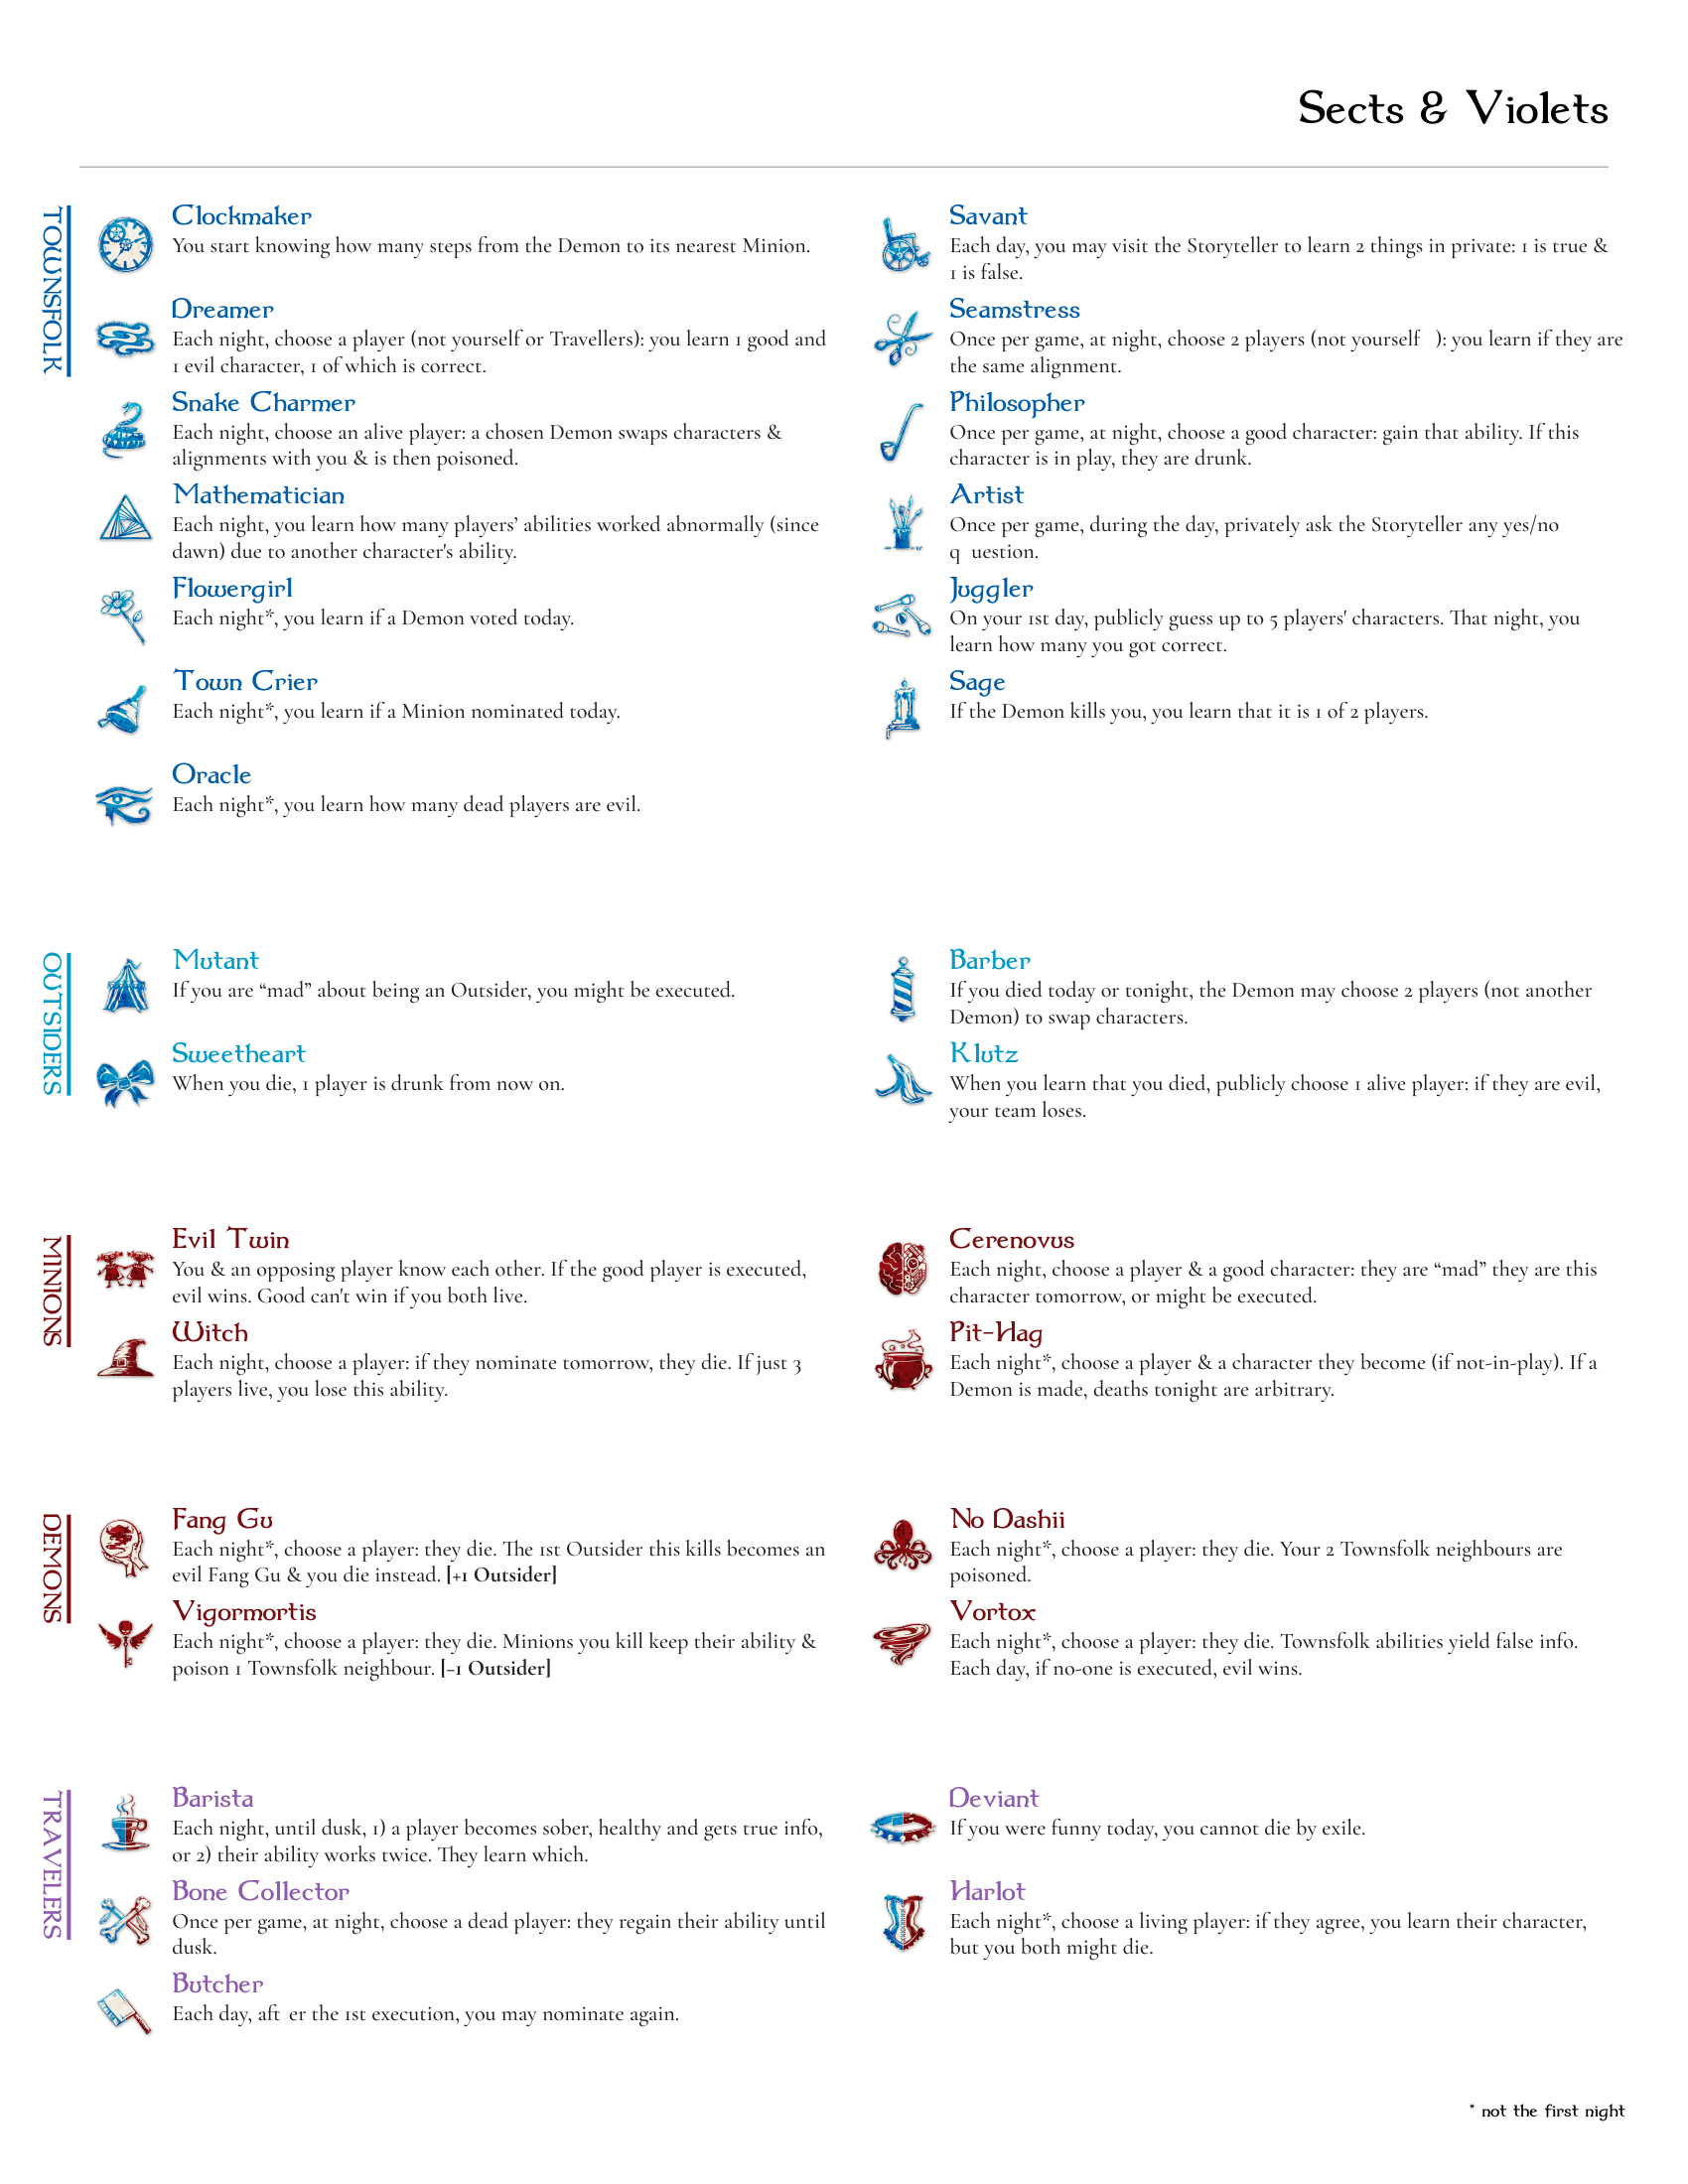 Sects & Violets
TOWNSFOLK
Clockmaker
You start knowing how many steps from the Demon to its nearest Minion.
Dreamer
Each night, choose a player (not yourself or Travellers): you learn 1 good and
1 evil character, 1 of which is correct.
Snake Charmer
Each night, choose an alive player: a chosen Demon swaps characters &
alignments with you & is then poisoned.
Mathematician
Each night, you learn how many players’ abilities worked abnormally (since
dawn) due to another character's ability.
Flowergirl
Each night*, you learn if a Demon voted today.
Town Crier
Each night*, you learn if a Minion nominated today.
Oracle
Each night*, you learn how many dead players are evil.
Savant
Each day, you may visit the Storyteller to learn 2 things in private: 1 is true &
1 is false.
Seamstress
Once per game, at night, choose 2 players (not yourself ): you learn if they are
the same alignment.
Philosopher
Once per game, at night, choose a good character: gain that ability. If this
character is in play, they are drunk.
Artist
Once per game, during the day, privately ask the Storyteller any yes/no
q uestion.
Juggler
On your 1st day, publicly guess up to 5 players' characters. That night, you
learn how many you got correct.
Sage
If the Demon kills you, you learn that it is 1 of 2 players.
OUTSIDERS
Mutant
If you are “mad” about being an Outsider, you might be executed.
Sweetheart
When you die, 1 player is drunk from now on.
Barber
If you died today or tonight, the Demon may choose 2 players (not another
Demon) to swap characters.
Klutz
When you learn that you died, publicly choose 1 alive player: if they are evil,
your team loses.
MINIONS
Evil Twin
You & an opposing player know each other. If the good player is executed,
evil wins. Good can't win if you both live.
Witch
Each night, choose a player: if they nominate tomorrow, they die. If just 3
players live, you lose this ability.
Cerenovus
Each night, choose a player & a good character: they are “mad” they are this
character tomorrow, or might be executed.
Pit-Hag
Each night*, choose a player & a character they become (if not-in-play). If a
Demon is made, deaths tonight are arbitrary.
DEMONS
Fang Gu
Each night*, choose a player: they die. The 1st Outsider this kills becomes an
evil Fang Gu & you die instead. [+1 Outsider]
Vigormortis
Each night*, choose a player: they die. Minions you kill keep their ability &
poison 1 Townsfolk neighbour. [−1 Outsider]
No Dashii
Each night*, choose a player: they die. Your 2 Townsfolk neighbours are
poisoned.
Vortox
Each night*, choose a player: they die. Townsfolk abilities yield false info.
Each day, if no-one is executed, evil wins.
TRAVELERS
Barista
Each night, until dusk, 1) a player becomes sober, healthy and gets true info,
or 2) their ability works twice. They learn which.
Bone Collector
Once per game, at night, choose a dead player: they regain their ability until
dusk.
Butcher
Each day, aft er the 1st execution, you may nominate again.
Deviant
If you were funny today, you cannot die by exile.
Harlot
Each night*, choose a living player: if they agree, you learn their character,
but you both might die.
* not the first night